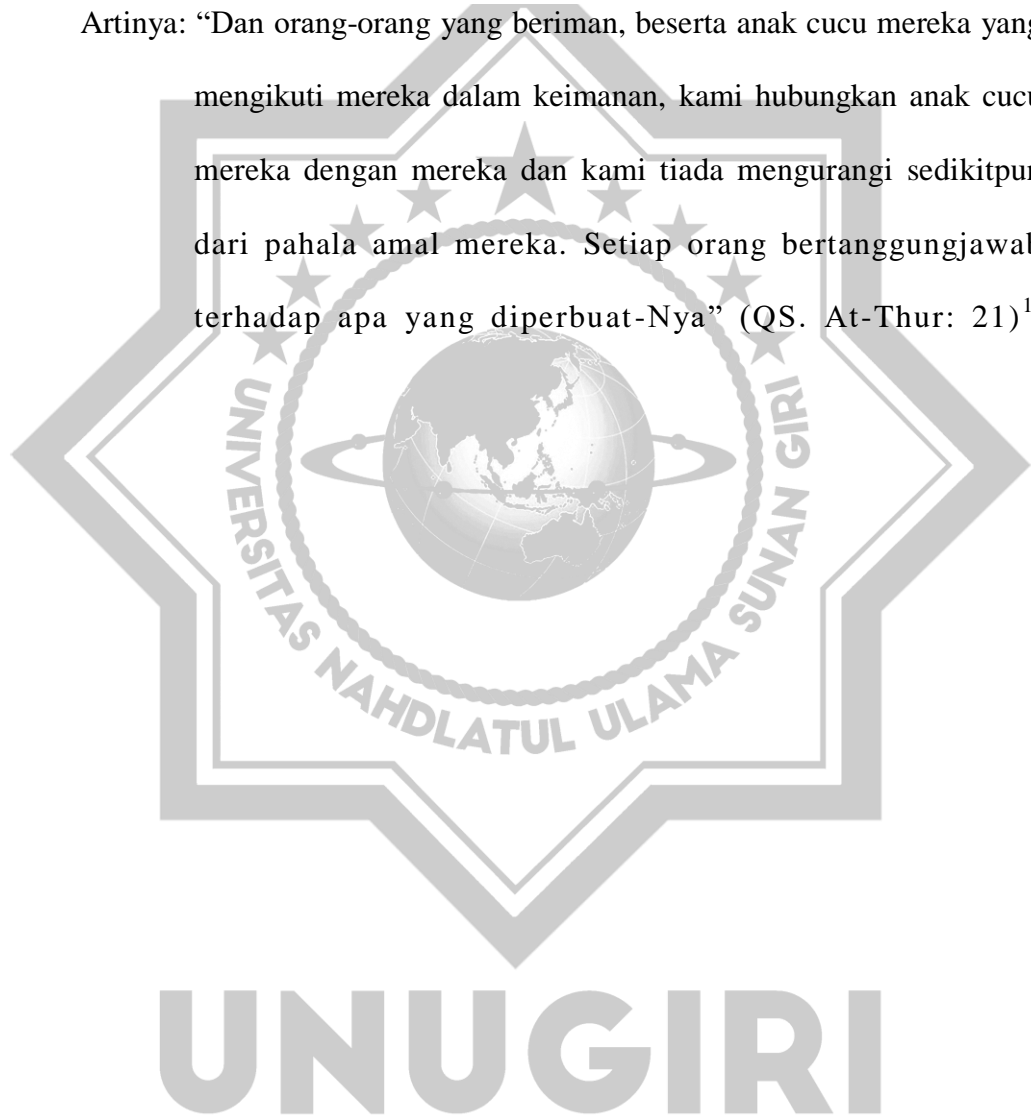 Artinya: “Dan orang-orang yang beriman, beserta anak cucu mereka yang
mengikuti mereka dalam keimanan, kami hubungkan anak cucu
mereka dengan mereka dan kami tiada mengurangi sedikitpun
dari pahala amal mereka. Setiap orang bertanggungjawab
terhadap apa yang diperbuat-Nya” (QS. At-Thur: 21)1
UNIVERSITAS NAHDLATUL ULAMA SUNAN GIRI
UNUGIRI